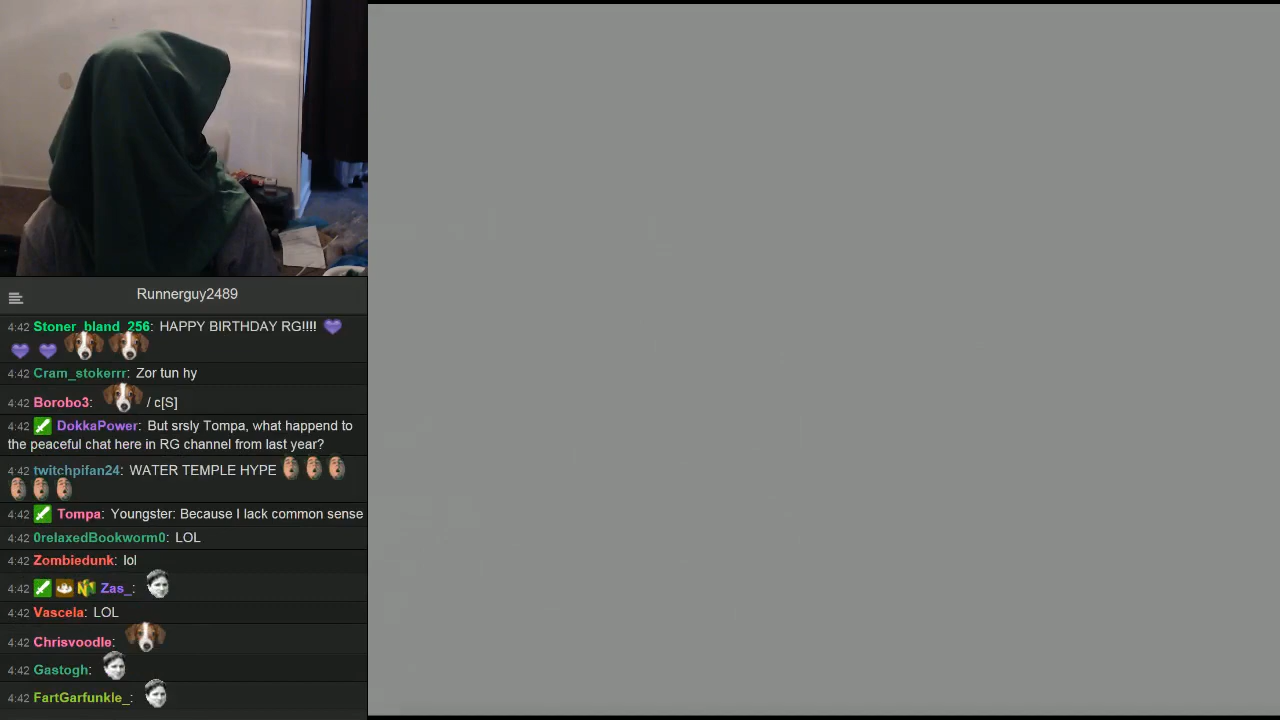 Runnerguy2489
4:42 Stoner_bland_256: HAPPY BIRTHDAY RG!!!!
4:42 Cram_stokerrr: Zor tun hy
4:42 Borobo3: / c[S]
4:42 DokkaPower: But srsly Tompa, what happend to
the peaceful chat here in RG channel from last year?
4:42 twitchpifan24: WATER TEMPLE HYPE
4:42 Tompa: Youngster: Because I lack common sense
4:42 0relaxedBookworm0: LOL
4:42 Zombiedunk: lol
4:42 Zas_:
4:42 Vascela: LOL
4:42 Chrisvoodle:
4:42 Gastogh:
4:42 FartGarfunkle_: